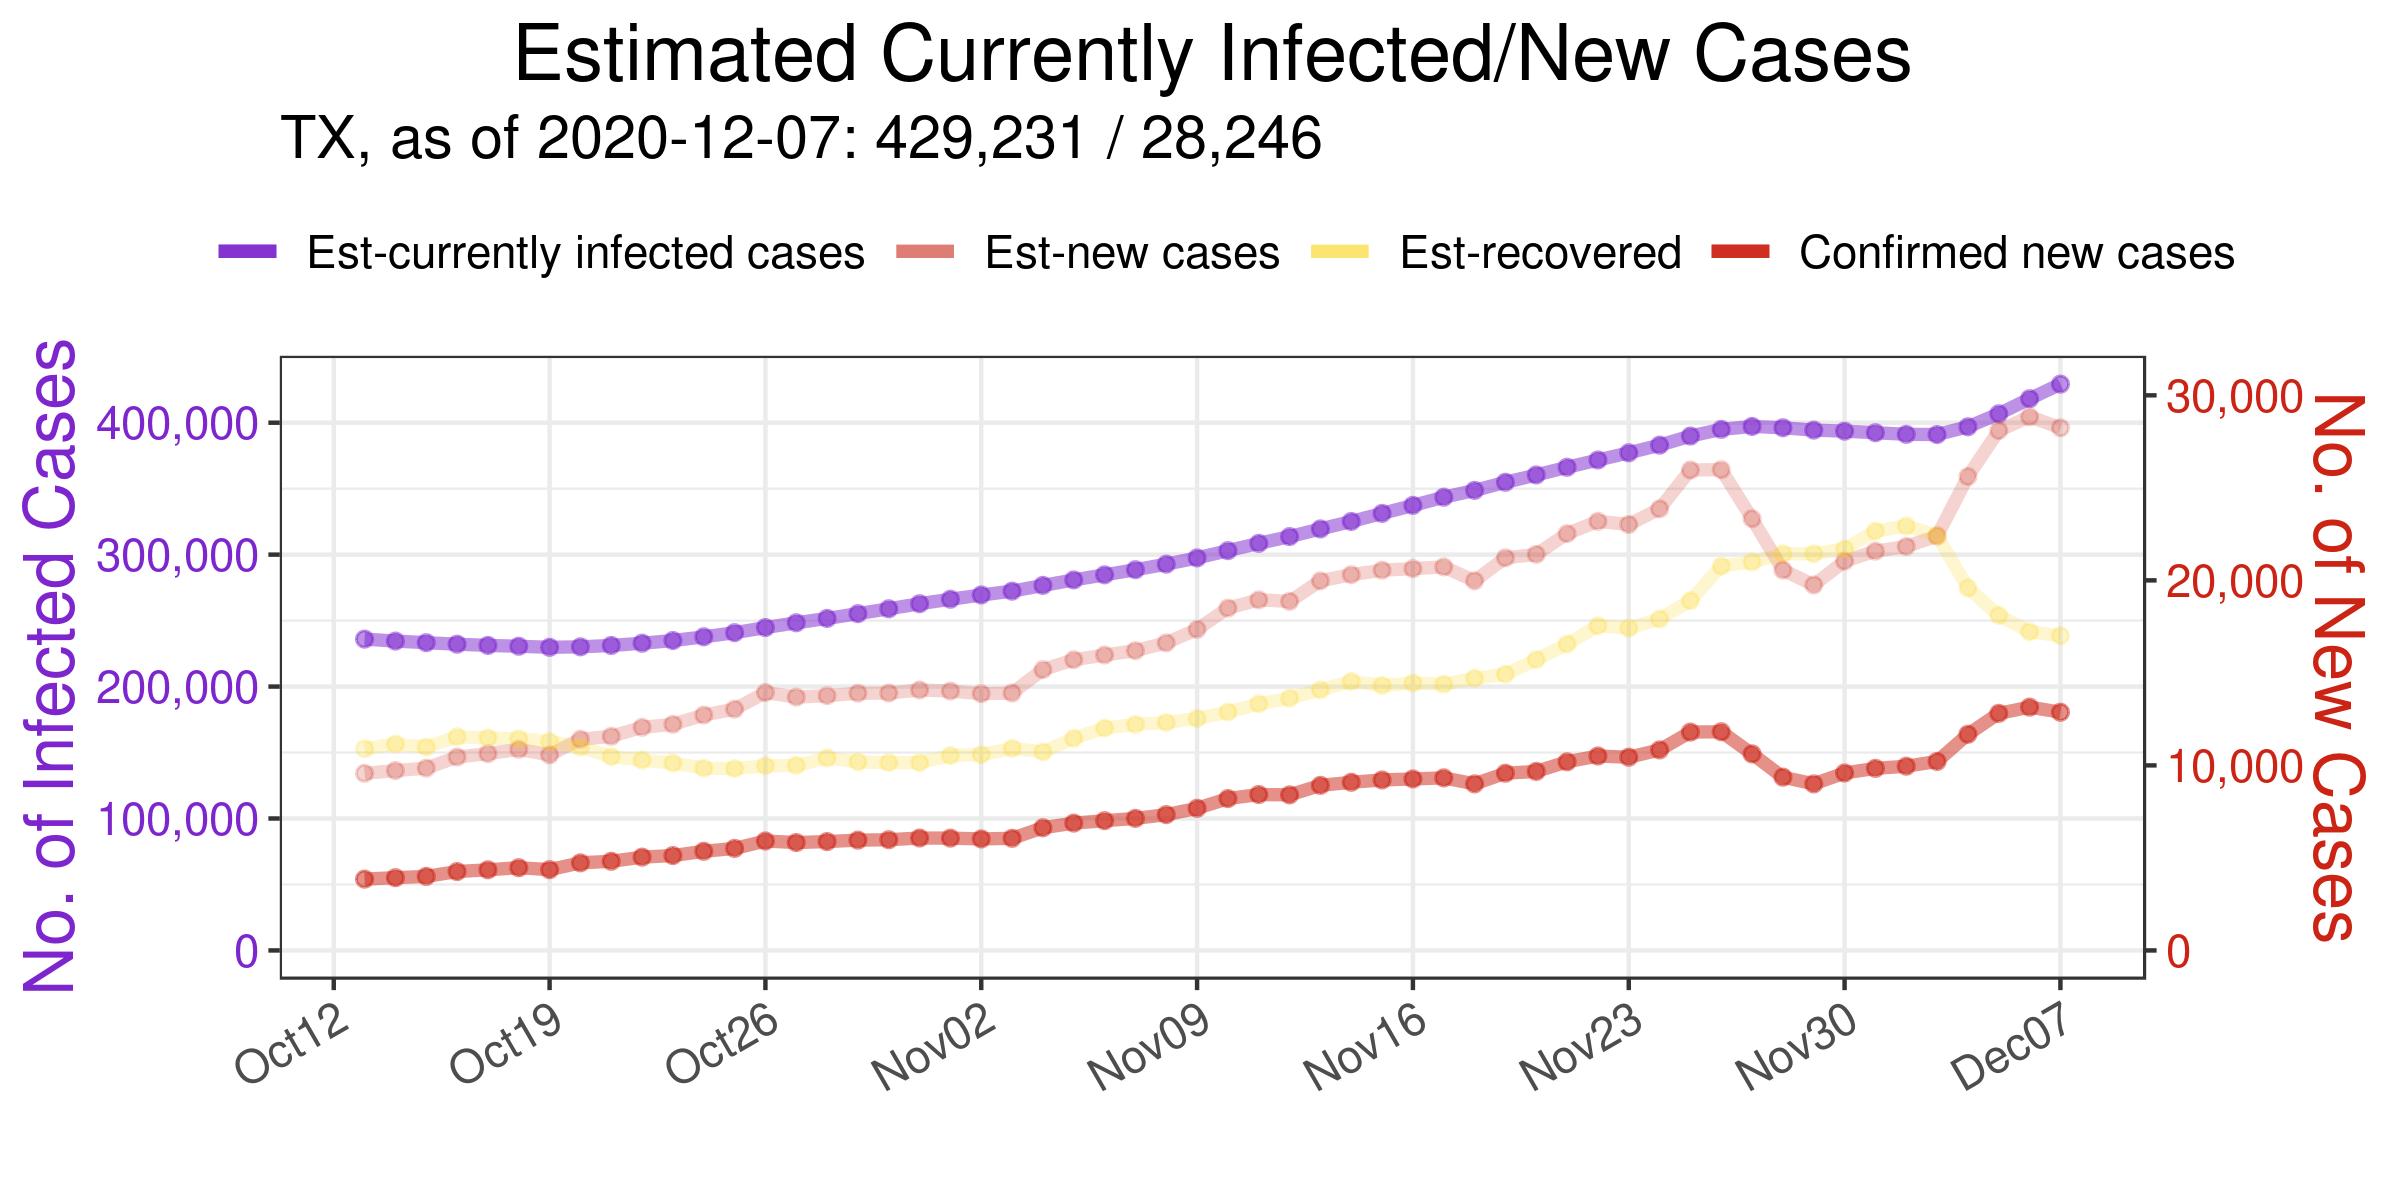 Estimated Currently Infected/New Cases
TX, as of 2020-12-07: 429,231 / 28,246
Est-currently infected cases Est-new cases Est-recovered Confirmed new cases
No. of Infected Cases
400,000
300,000
200,000
100,000
0
30,000
20,000
10,000
0
No. of New Cases
Oct12 Oct19 Oct26 Nov02 Nov09 Nov16 Nov23 Nov30 Dec07